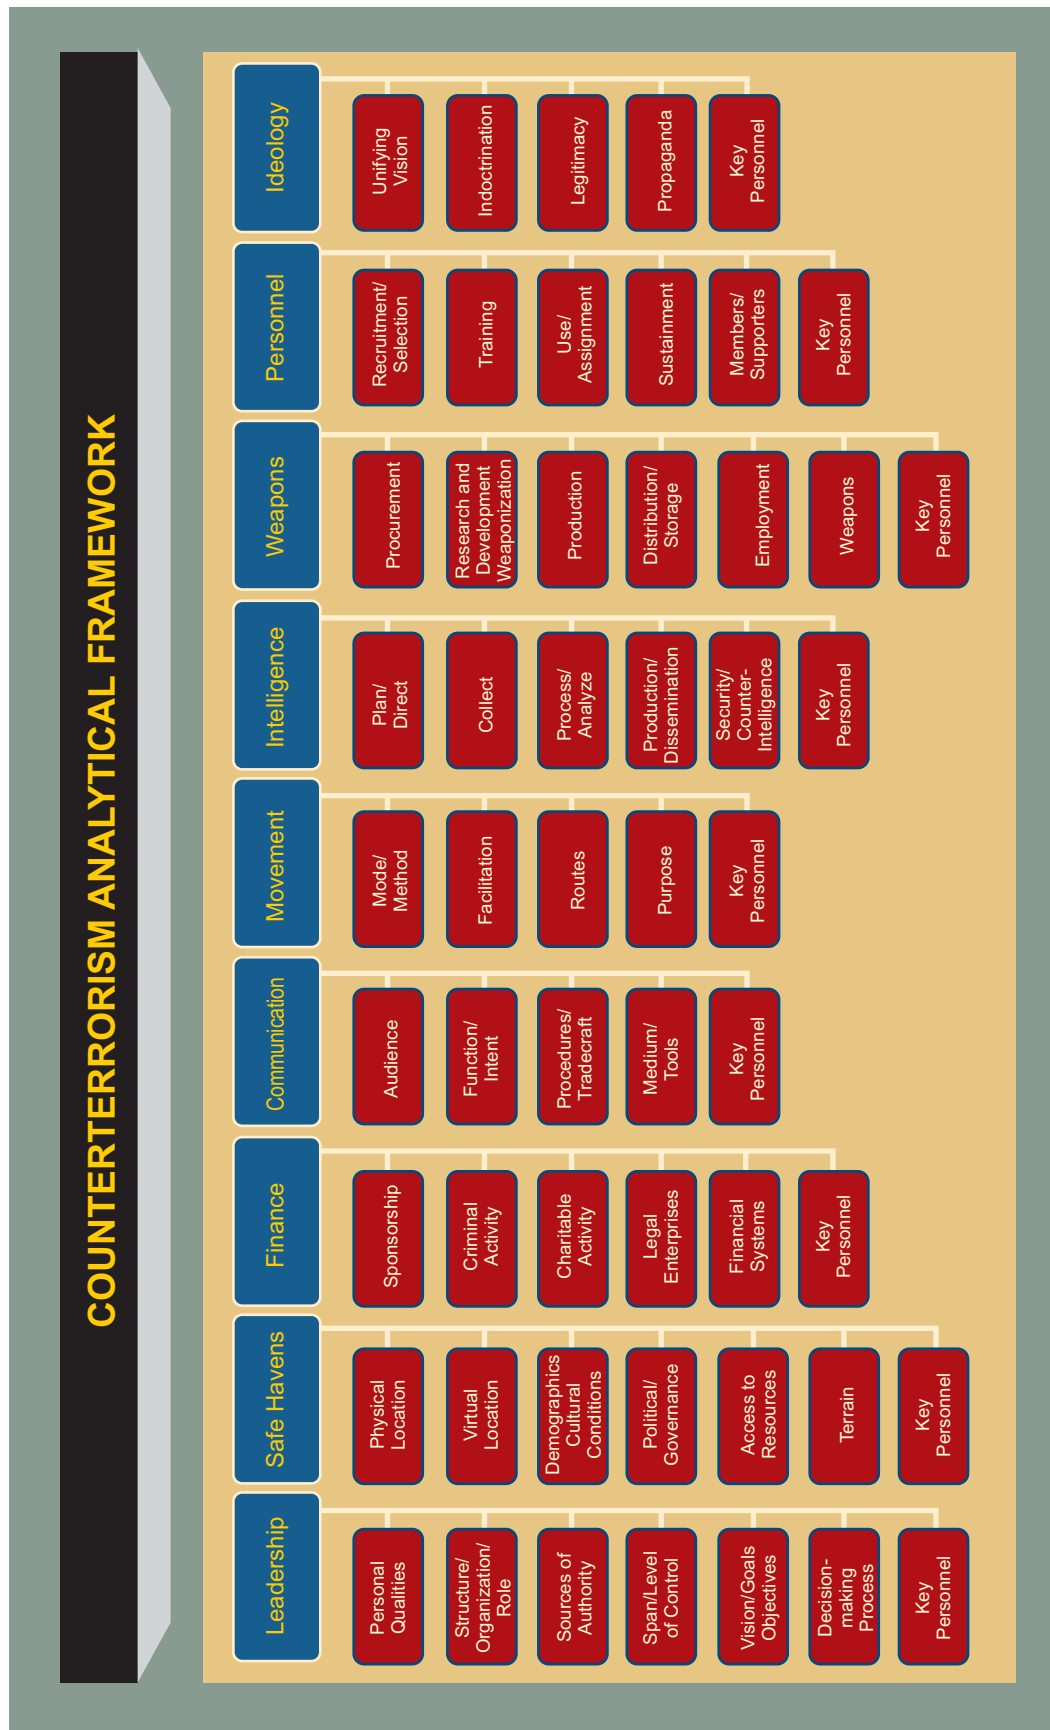 COUNTERTERRORISM ANALYTICAL FRAMEWORK
Leadership
Personal
Qualities
Structure/
Organization/
Role
Sources of
Authority
Span/Level
of Control
Vision/Goals
Objectives
Decision-
making
Process
Key
Personnel
Safe Havens
Physical
Location
Virtual
Location
Demographics
Cultural
Conditions
Political/
Governance
Access to
Resources
Terrain
Key
Personnel
Finance
Sponsorship
Criminal
Activity
Charitable
Activity
Legal
Enterprises
Financial
Systems
Key
Personnel
Communication
Audience
Function/
Intent
Procedures/
Tradecraft
Medium/
Tools
Key
Personnel
Movement
Mode/
Method
Facilitation
Routes
Purpose
Key
Personnel
Intelligence
Plan/
Direct
Collect
Process/
Analyze
Production/
Dissemination
Security/
Counter-
Intelligence
Key
Personnel
Weapons
Procurement
Research and
Development
Weaponization
Production
Distribution/
Storage
Employment
Weapons
Key
Personnel
Personnel
Recruitment/
Selection
Training
Use/
Assignment
Sustainment
Members/
Supporters
Key
Personnel
Ideology
Unifying
Vision
Indoctrination
Legitimacy
Propaganda
Key
Personnel